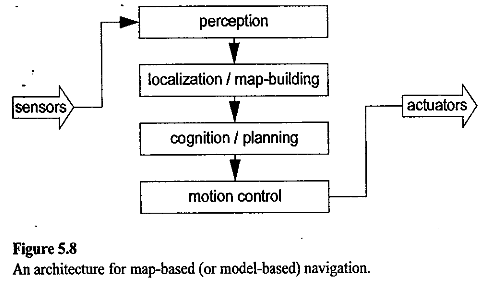 perception
localization / map-building
sensors
actuators
cognition / planning
motion control
Figure 5.8
An architecture for map-based (or model-based) navigation.